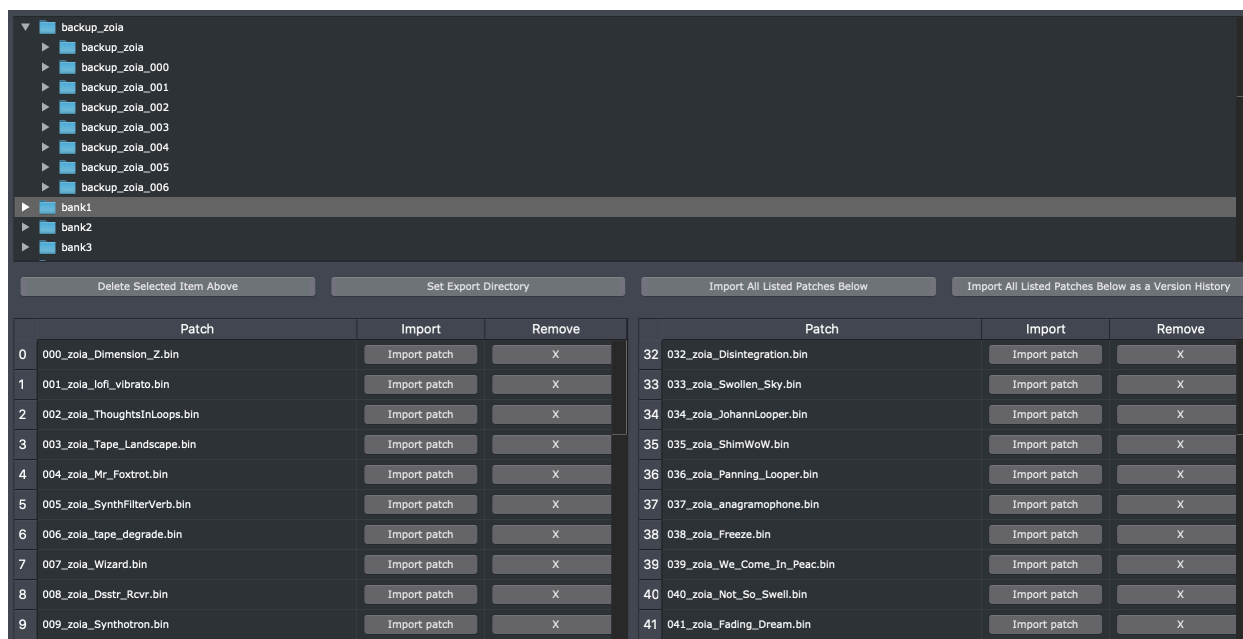 backup_zoia
backup_zoia
backup_zoia_000
backup_zoia_001
backup_zoia_002
backup_zoia_003
backup_zoia_004
backup_zoia_005
backup_zoia_006
bank1
bank2
bank3
Delete Selected Item Above Set Export Directory Import All Listed Patches Below Import All Listed Patches Below as a Version History
Patch Import Remove
0 000_zoia_Dimension_Z.bin Import patch X
1 001_zoia_lofi_vibrato.bin Import patch X
2 002_zoia_ThoughtsInLoops.bin Import patch X
3 003_zoia_Tape_Landscape.bin Import patch X
4 004_zoia_Mr_Foxtrot.bin Import patch X
5 005_zoia_SynthFilterVerb.bin Import patch X
6 006_zoia_tape_degrade.bin Import patch X
7 007_zoia_Wizard.bin Import patch X
8 008_zoia_Dsstr_Rcvr.bin Import patch X
9 009_zoia_Synthotron.bin Import patch X
Patch Import Remove
32 032_zoia_Disintegration.bin Import patch X
33 033_zoia_Swollen_Sky.bin Import patch X
34 034_zoia_JohannLooper.bin Import patch X
35 035_zoia_ShimWoW.bin Import patch X
36 036_zoia_Panning_Looper.bin Import patch X
37 037_zoia_anagramophone.bin Import patch X
38 038_zoia_Freeze.bin Import patch X
39 039_zoia_We_Come_In_Peac.bin Import patch X
40 040_zoia_Not_So_Swell.bin Import patch X
41 041_zoia_Fading_Dream.bin Import patch X